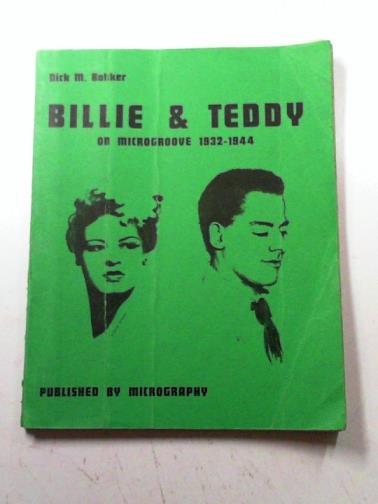 Dick M. Bakker
BILLIE & TEDDY
ON MICROGROOVE 1932-1944
PUBLISHED BY MICROGRAPHY